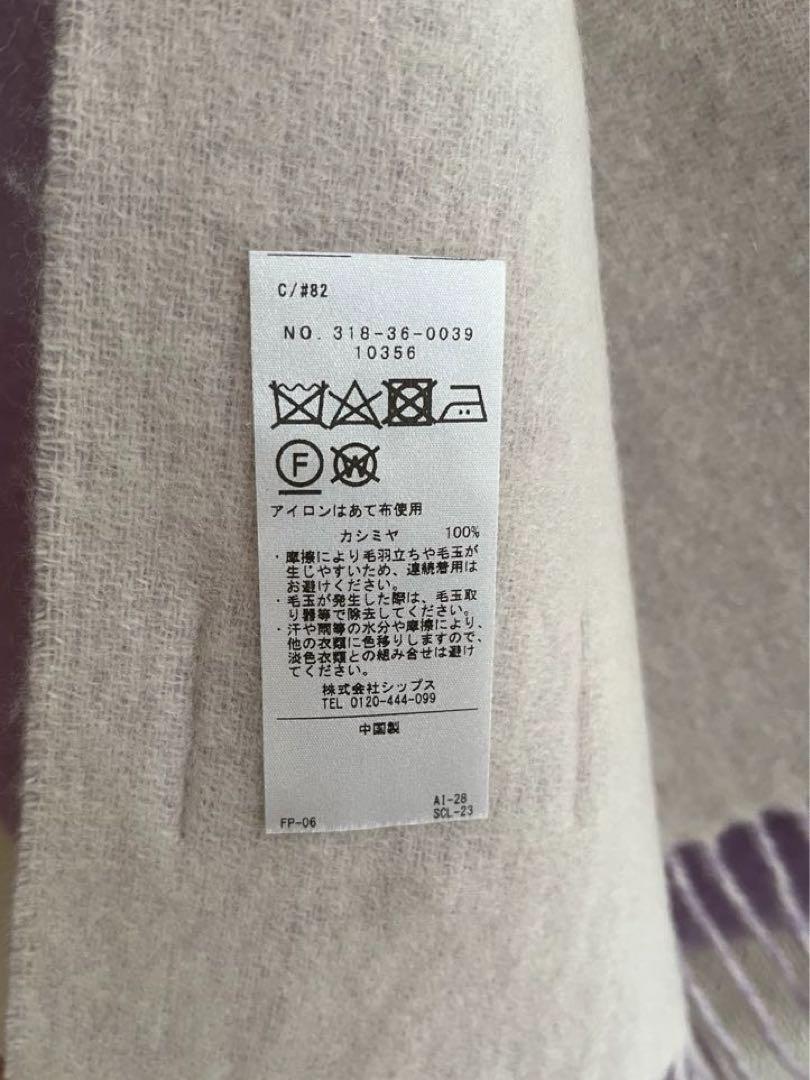 C/#82
NO. 318-36-0039
10356
F W
アイロンはあて布使用
カシミヤ 100%
・摩擦により毛羽立ちや毛玉が
生じやすいため、連続着用は
お避けください。
・毛玉が発生した際は、毛玉取
り器等で除去してください。
・汗や雨等の水分や摩擦により、
他の衣類に色移りしますので、
淡色衣類との組み合せは避け
てください。
株式会社シップス
TEL 0120-444-099
中国製
AI-28
FP-06 SCL-23